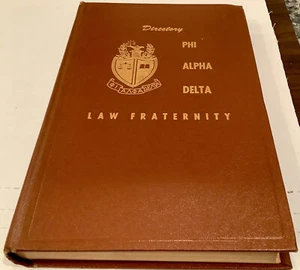 Directory
PHI
ALPHA
DELTA
LAW FRATERNITY